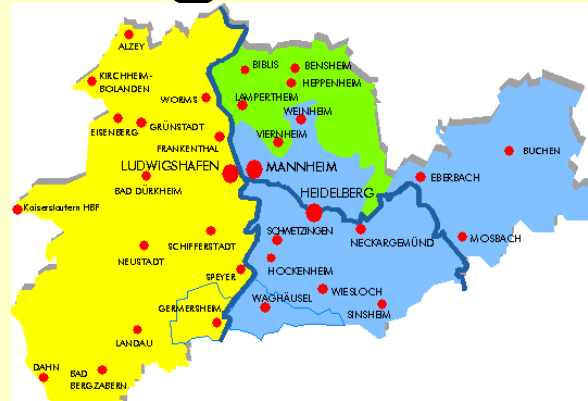 ALZEY
BIBLIS
BENSHEIM
KIRCHHEIM-
BOLANDEN
HEPPENHEIM
WORMS
LAMPERTHEIM
WEINHEIM
EISENBERG
GRÜNSTADT
VIERNHEIM
FRANKENTHAL
BUCHEN
LUDWIGSHAFEN
MANNHEIM
EBERBACH
BAD DÜRKHEIM
HEIDELBERG
Kaiserslautern HBF
SCHIFFERSTADT
SCHWETZINGEN
NECKARGEMÜND
MOSBACH
NEUSTADT
HOCKENHEIM
SPEYER
WIESLOCH
WAGHÄUSEL
GERMERSHEIM
SINSHEIM
LANDAU
DAHN
BAD
BERGZABERN